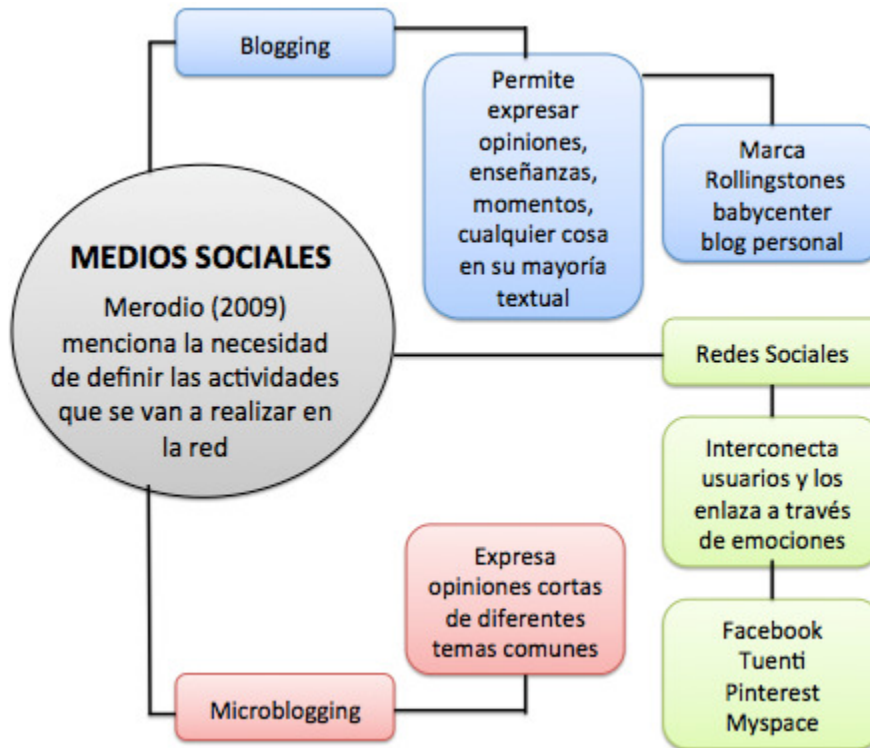 Blogging
Permite
expresar
opiniones,
enseñanzas,
momentos,
cualquier cosa
en su mayoría
textual
Marca
Rollingstones
babycenter
blog personal
MEDIOS SOCIALES
Merodio (2009)
menciona la necesidad
de definir las actividades
que se van a realizar en
la red
Redes Sociales
Interconecta
usuarios y los
enlaza a través
de emociones
Facebook
Tuenti
Pinterest
Myspace
Expresa
opiniones cortas
de diferentes
temas comunes
Microblogging